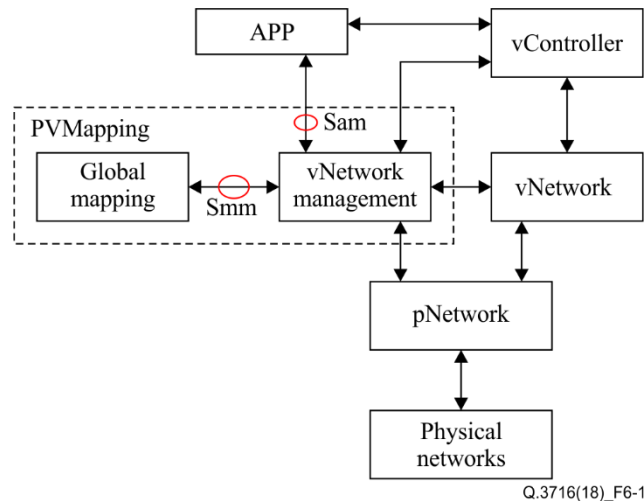 APP
vController
PVMapping
Sam
Global
mapping
Smm
vNetwork
management
vNetwork
pNetwork
Physical
networks
Q.3716(18)_F6-1